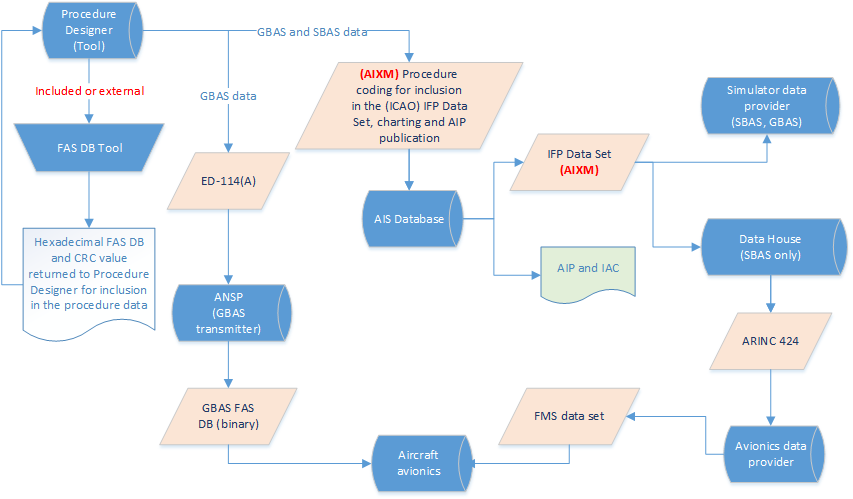 Procedure
Designer
(Tool)
GBAS and SBAS data
Included or external
GBAS data
(AIXM) Procedure
coding for inclusion
in the (ICAO) IFP Data
Set, charting and AIP
publication
Simulator data
provider
(SBAS, GBAS)
FAS DB Tool
ED-114(A)
IFP Data Set
(AIXM)
AIS Database
Hexadecimal FAS DB
and CRC value
returned to Procedure
Designer for inclusion
in the procedure data
AIP and IAC
Data House
(SBAS only)
ANSP
(GBAS
transmitter)
ARINC 424
GBAS FAS
DB (binary)
FMS data set
Aircraft
avionics
Avionics data
provider